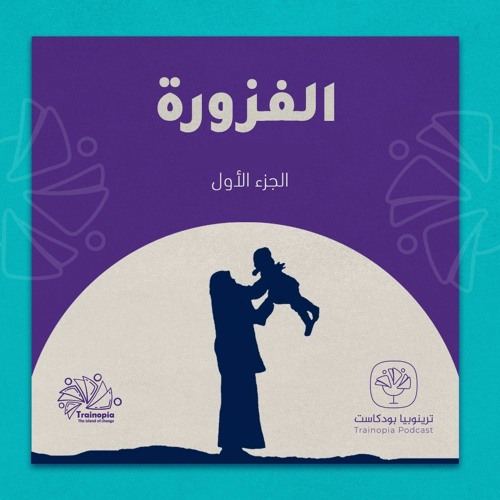 الفزورة
الجزء الأول
Trainopia
The island of change
ترينوبيا بودكاست
Trainopia Podcast